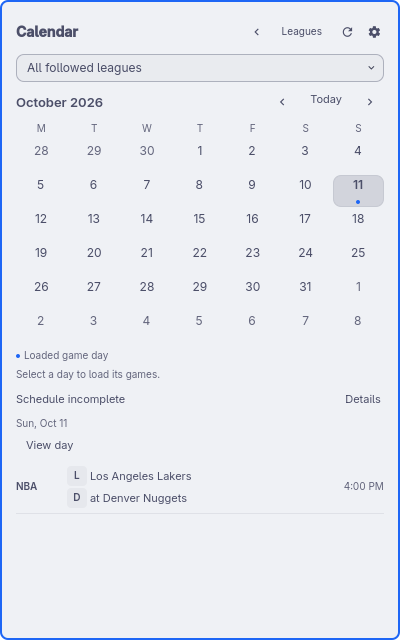 Calendar
Leagues
All followed leagues
October 2026
Today
M T W T F S S
28 29 30 1 2 3 4
5 6 7 8 9 10 11
12 13 14 15 16 17 18
19 20 21 22 23 24 25
26 27 28 29 30 31 1
2 3 4 5 6 7 8
Loaded game day
Select a day to load its games.
Schedule incomplete Details
Sun, Oct 11
View day
L Los Angeles Lakers
NBA 4:00 PM
D at Denver Nuggets